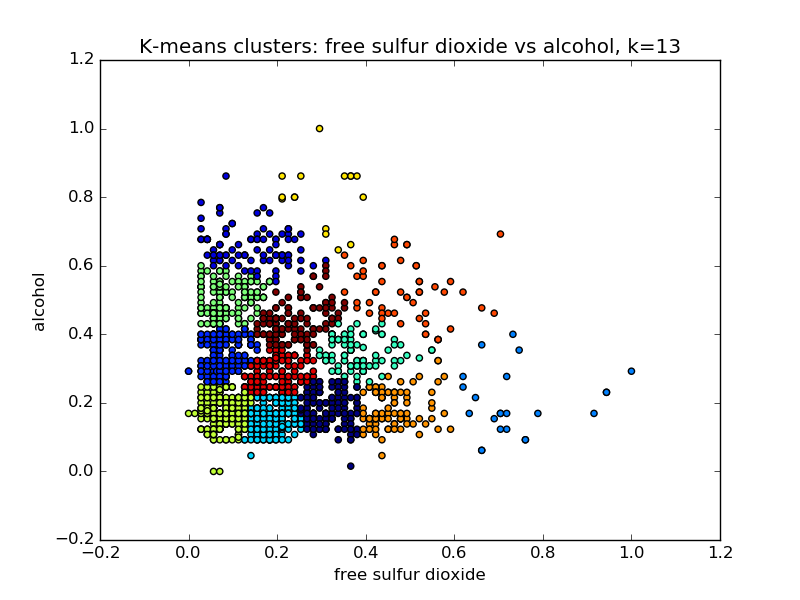 K-means clusters: free sulfur dioxide vs alcohol, k=13
1.2
1.0
0.8
0.6
0.4
0.2
0.0
−0.2
alcohol
−0.2 0.0 0.2 0.4 0.6 0.8 1.0 1.2
free sulfur dioxide